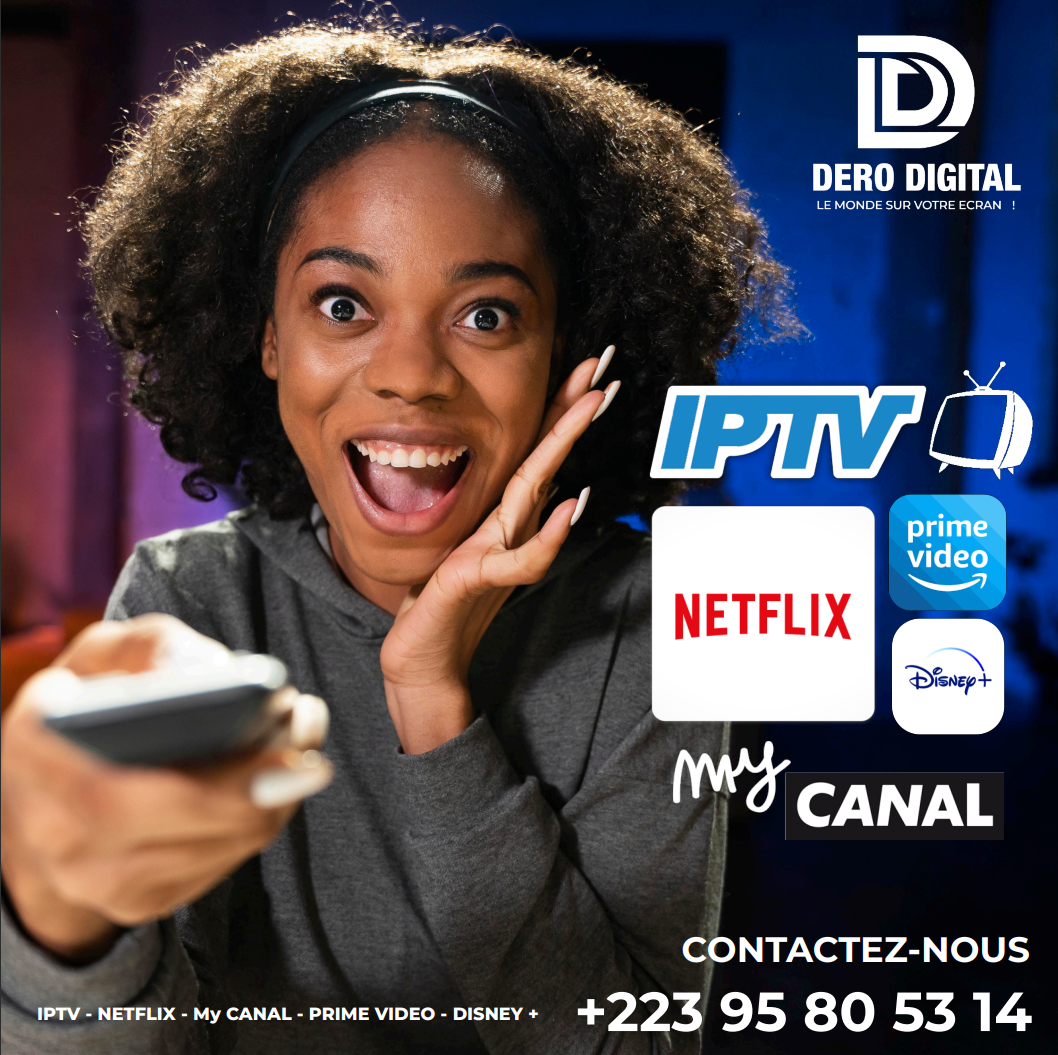 DERO DIGITAL
LE MONDE SUR VOTRE ECRAN !
IPTV
NETFLIX
prime
video
Disney+
my
CANAL
CONTACTEZ-NOUS
+223 95 80 53 14
IPTV - NETFLIX - My CANAL - PRIME VIDEO - DISNEY +